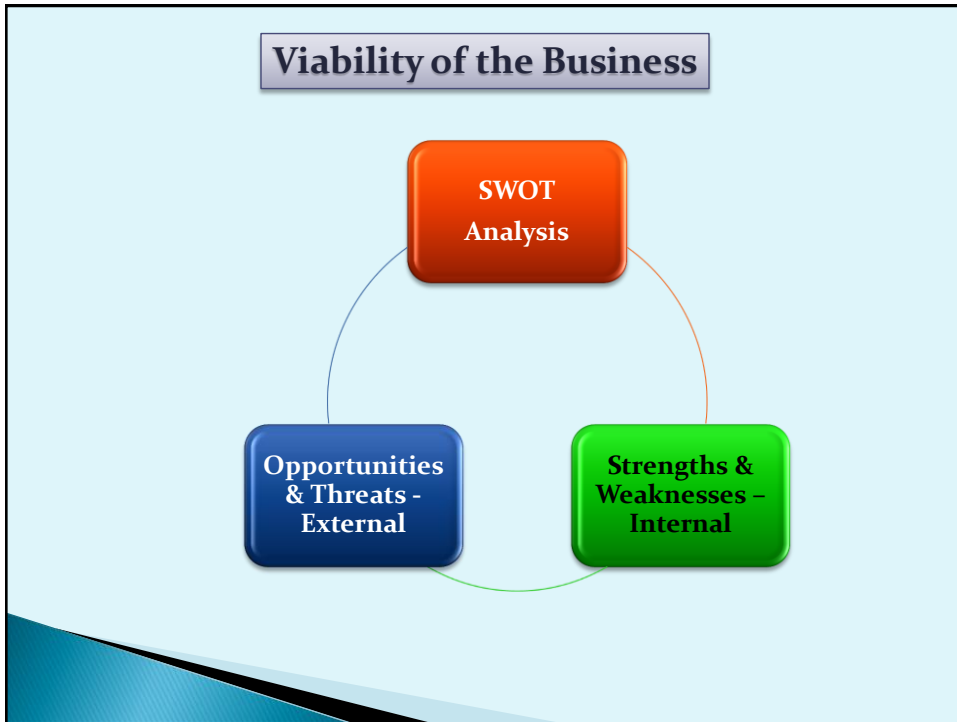 Viability of the Business
SWOT
Analysis
Opportunities
& Threats -
External
Strengths &
Weaknesses –
Internal